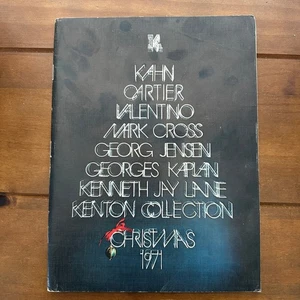 KAHN
CARTIER
VALENTINO
MARK CROSS
GEORG JENSEN
GEORGES KAPLAN
KENNETH JAY LANE
KENTON COLLECTION
CHRISTMAS
1971